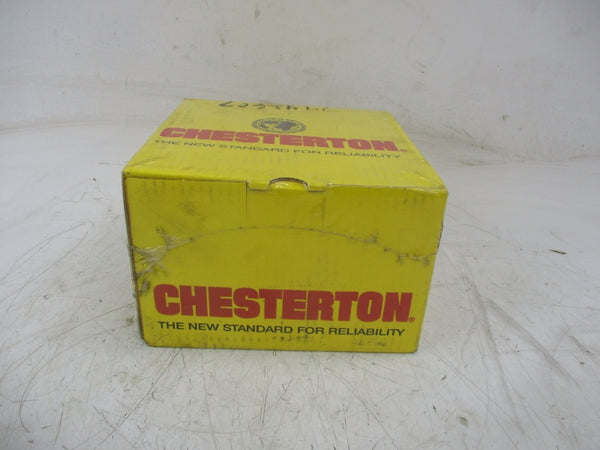 CHESTERTON
THE NEW STANDARD FOR RELIABILITY
CHESTERTON®
THE NEW STANDARD FOR RELIABILITY